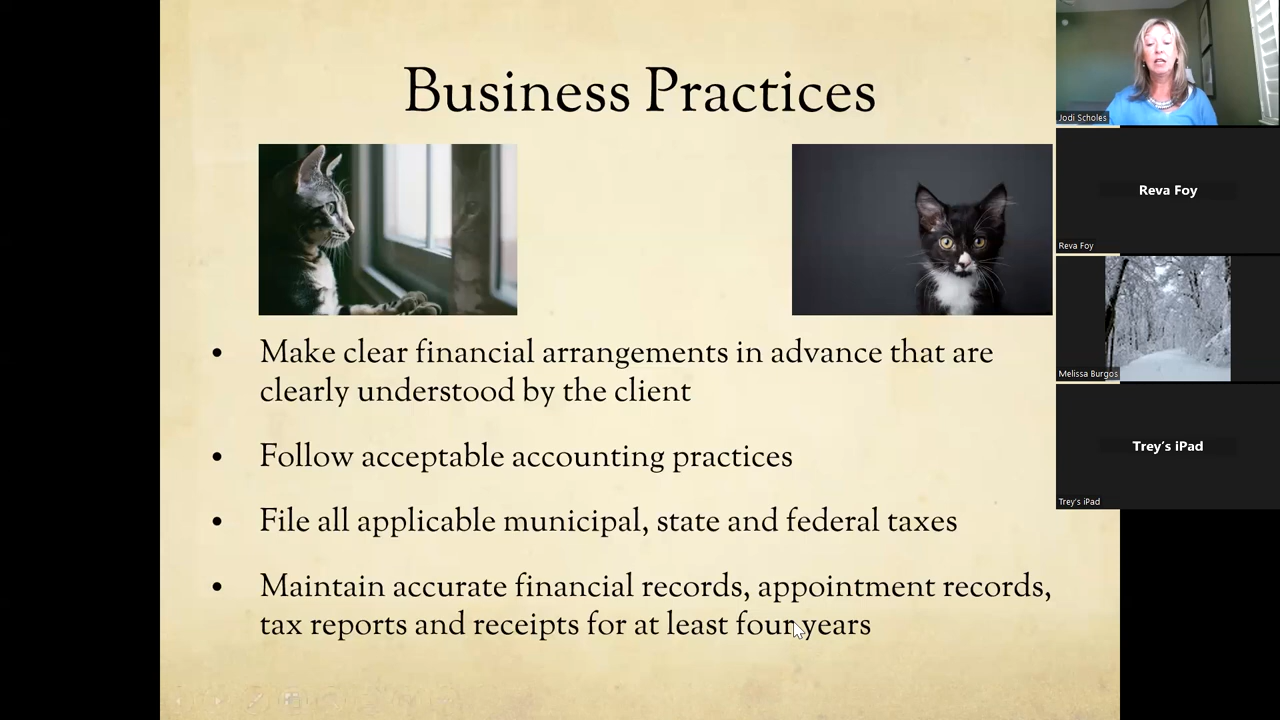 Business Practices
• Make clear financial arrangements in advance that are
clearly understood by the client
• Follow acceptable accounting practices
• File all applicable municipal, state and federal taxes
• Maintain accurate financial records, appointment records,
tax reports and receipts for at least four years
Jodi Scholes
Reva Foy
Reva Foy
Melissa Burgos
Trey's iPad
Trey's iPad